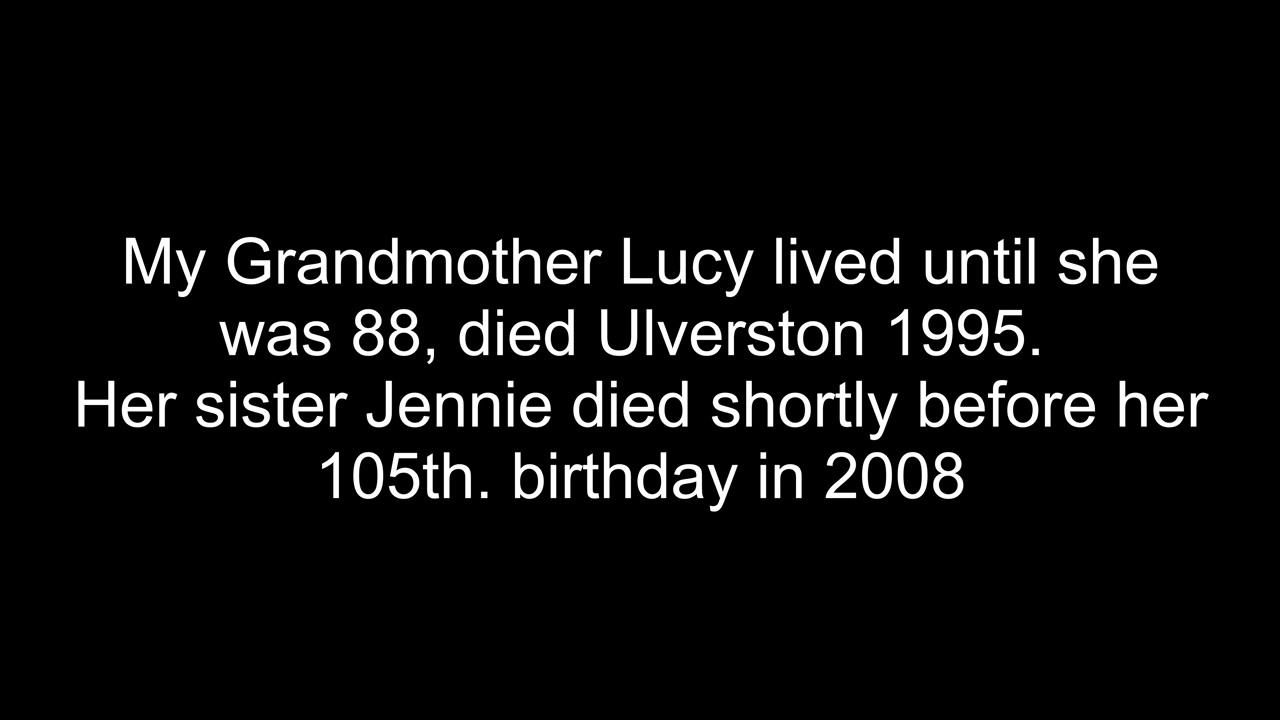 My Grandmother Lucy lived until she
was 88, died Ulverston 1995.
Her sister Jennie died shortly before her
105th. birthday in 2008